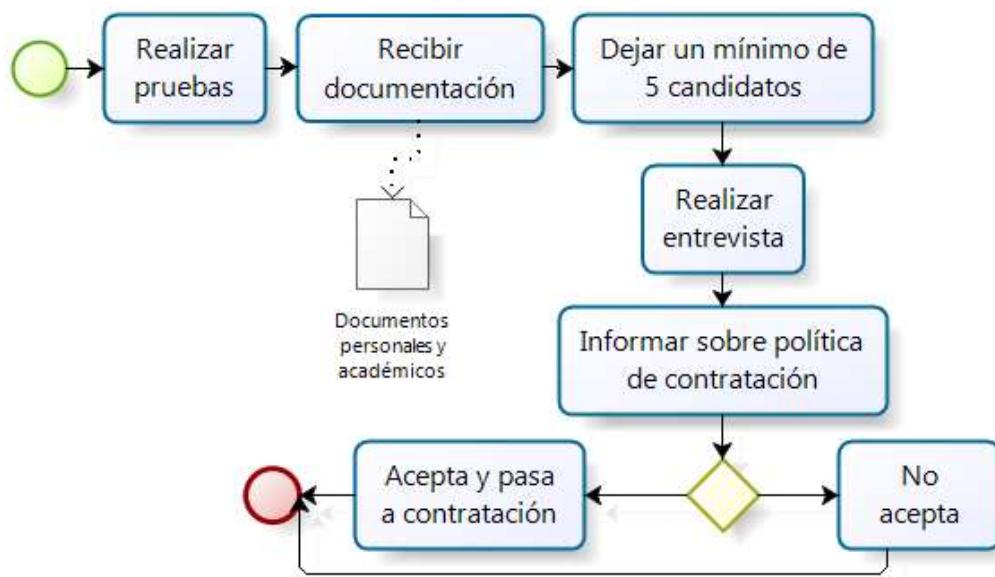 Realizar
pruebas
Recibir
documentación
Dejar un mínimo de
5 candidatos
Realizar
entrevista
Documentos
personales y
académicos
Informar sobre política
de contratación
Acepta y pasa
a contratación
No
acepta